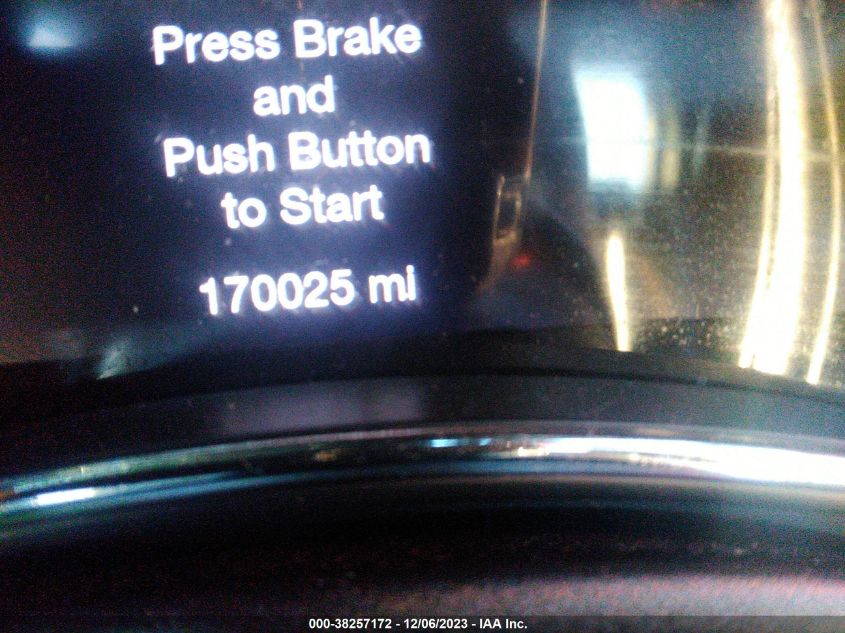 Press Brake
and
Push Button
to Start
170025 mi
000-38257172 - 12/06/2023 - IAA Inc.